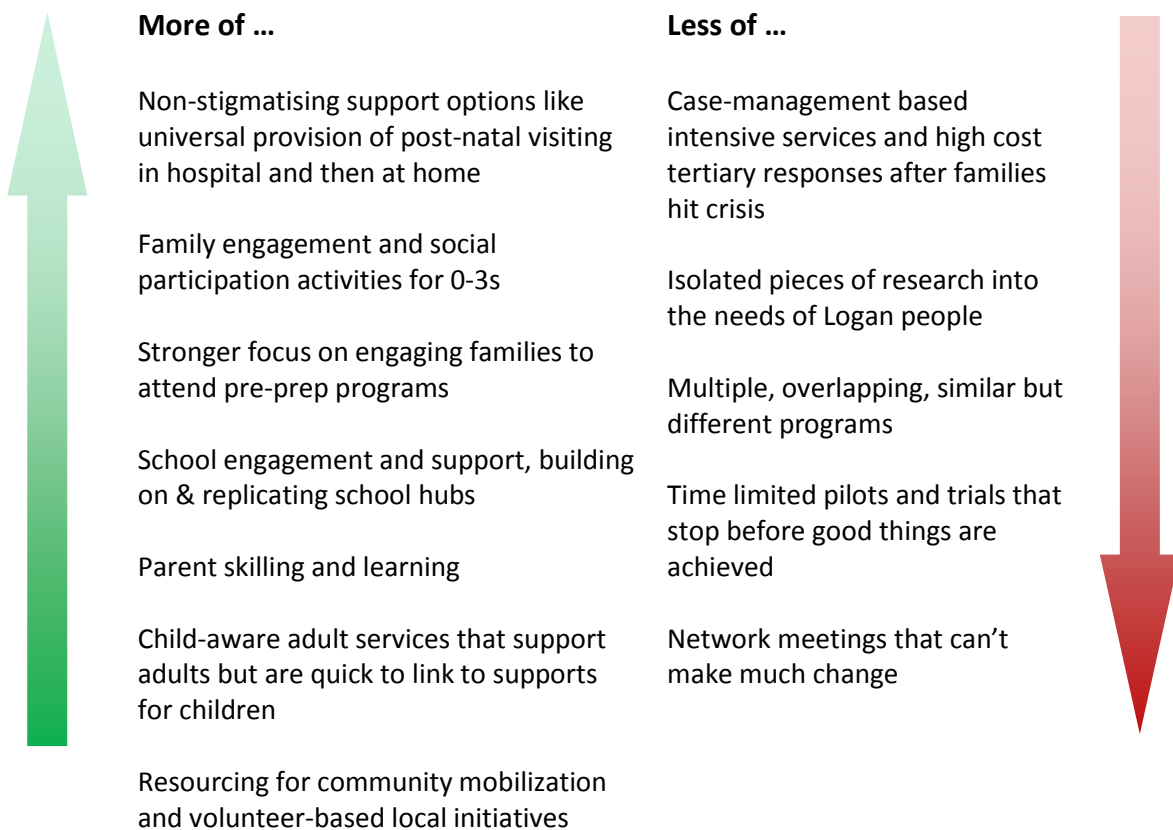 More of …
Non-stigmatising support options like
universal provision of post-natal visiting
in hospital and then at home
Family engagement and social
participation activities for 0-3s
Stronger focus on engaging families to
attend pre-prep programs
School engagement and support, building
on & replicating school hubs
Parent skilling and learning
Child-aware adult services that support
adults but are quick to link to supports
for children
Resourcing for community mobilization
and volunteer-based local initiatives
Less of …
Case-management based
intensive services and high cost
tertiary responses after families
hit crisis
Isolated pieces of research into
the needs of Logan people
Multiple, overlapping, similar but
different programs
Time limited pilots and trials that
stop before good things are
achieved
Network meetings that can’t
make much change